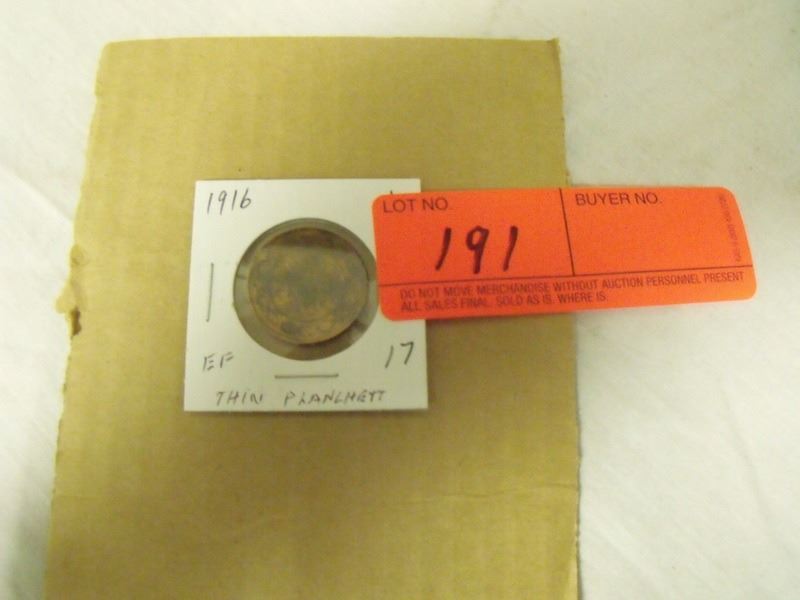 1916
EF
17
THIN PLANCHETT
LOT NO.
191
BUYER NO.
DO NOT MOVE MERCHANDISE WITHOUT AUCTION PERSONNEL PRESENT
ALL SALES FINAL. SOLD AS IS. WHERE IS.